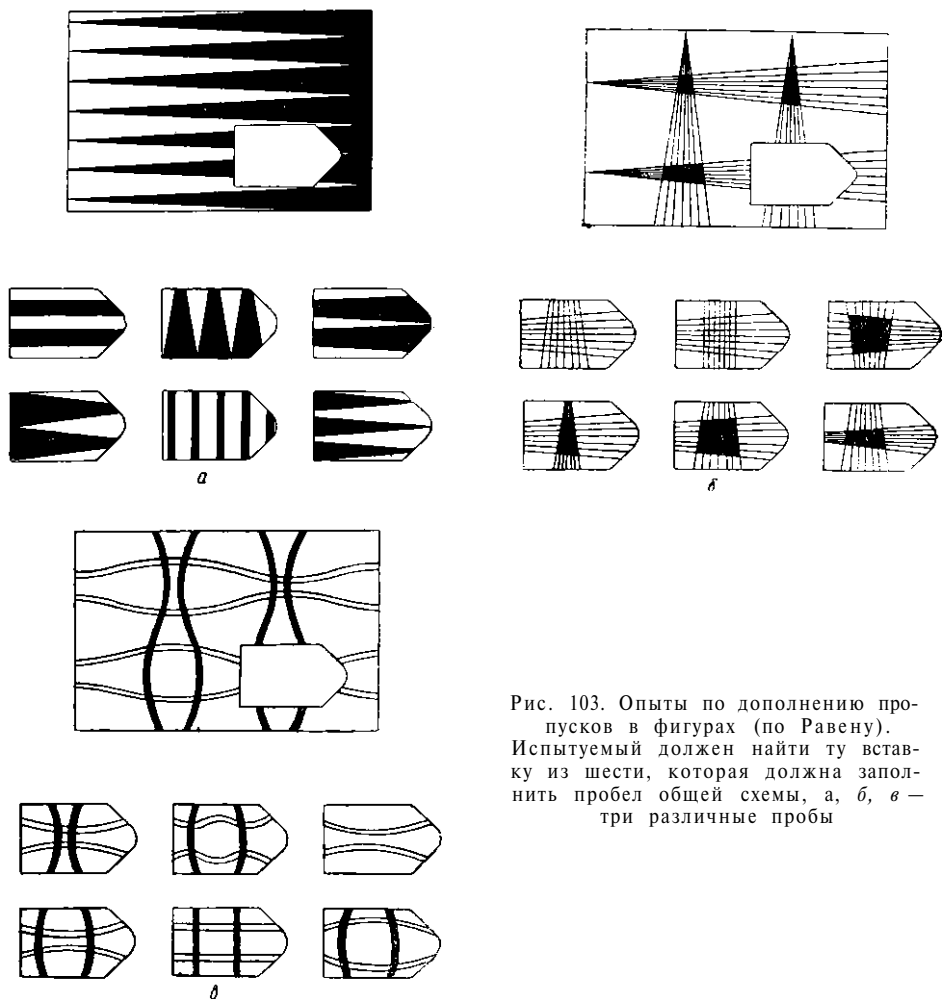 а
б
Рис. 103. Опыты по дополнению про-
пусков в фигурах (по Равену).
Испытуемый должен найти ту встав-
ку из шести, которая должна запол-
нить пробел общей схемы, а, б, в —
три различные пробы
в